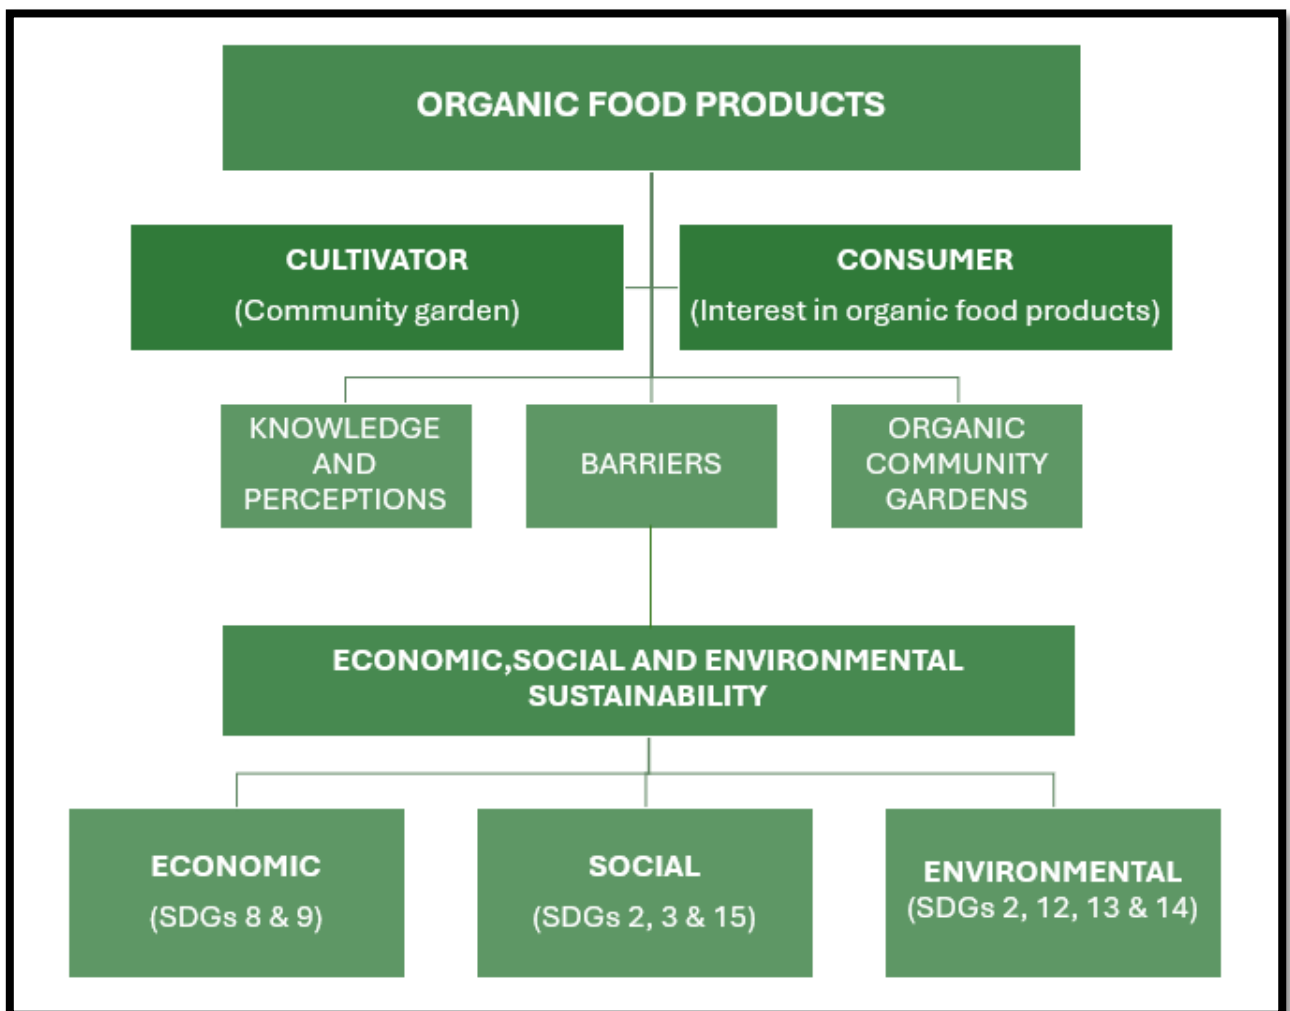 ORGANIC FOOD PRODUCTS
CULTIVATOR
(Community garden)
CONSUMER
(Interest in organic food products)
KNOWLEDGE
AND
PERCEPTIONS
BARRIERS
ORGANIC
COMMUNITY
GARDENS
ECONOMIC,SOCIAL AND ENVIRONMENTAL
SUSTAINABILITY
ECONOMIC
(SDGs 8 & 9)
SOCIAL
(SDGs 2, 3 & 15)
ENVIRONMENTAL
(SDGs 2, 12, 13 & 14)